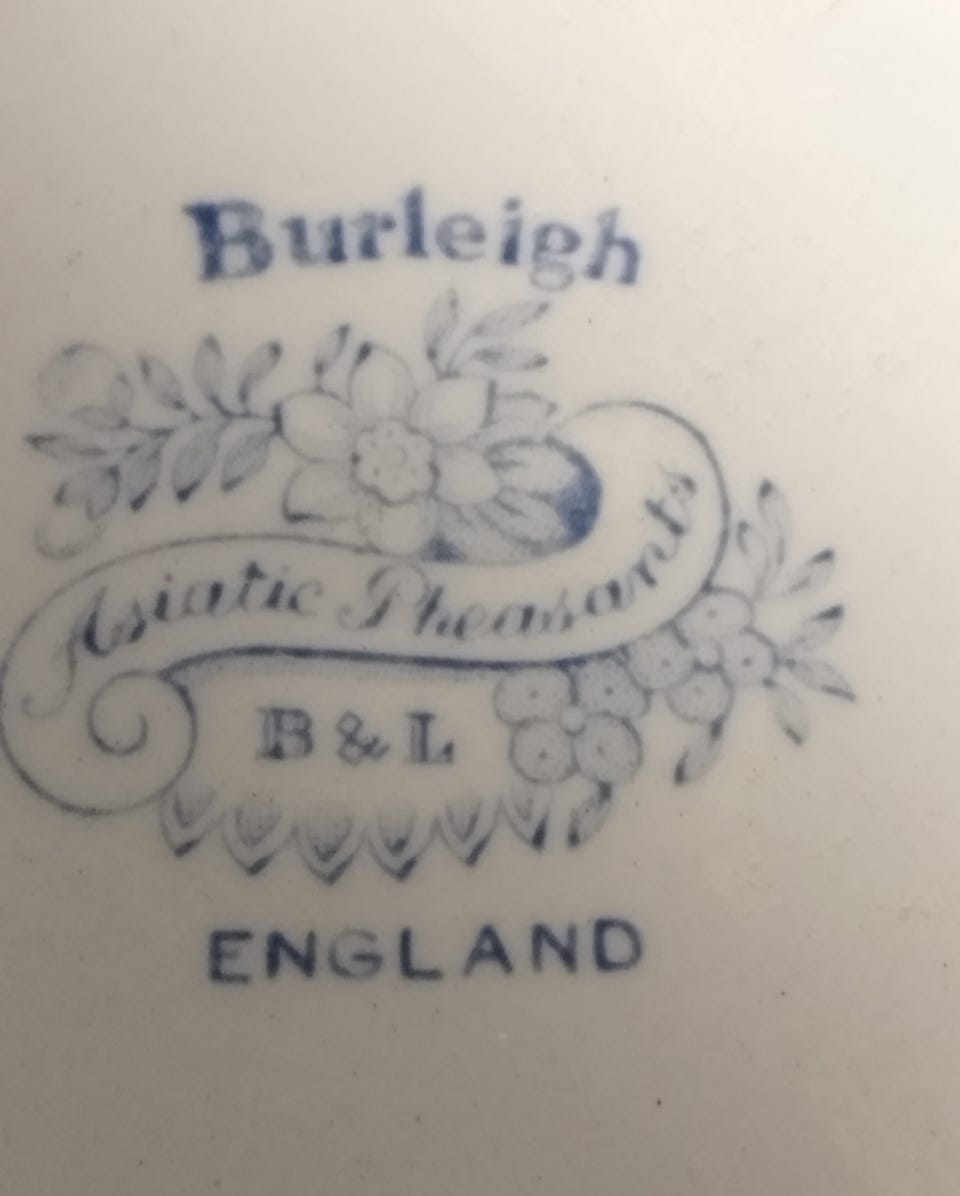 Burleigh
Asiatic Pheasants
B & L
ENGLAND